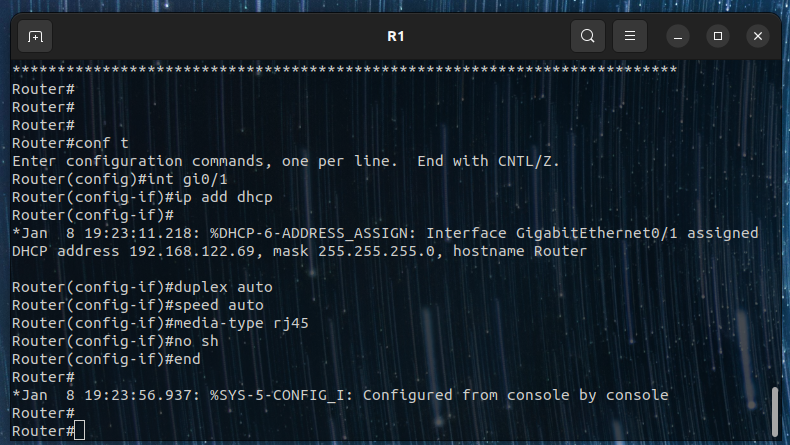 R1
**************************************************************************
Router#
Router#
Router#
Router#conf t
Enter configuration commands, one per line.  End with CNTL/Z.
Router(config)#int gi0/1
Router(config-if)#ip add dhcp
Router(config-if)#
*Jan  8 19:23:11.218: %DHCP-6-ADDRESS_ASSIGN: Interface GigabitEthernet0/1 assigned
DHCP address 192.168.122.69, mask 255.255.255.0, hostname Router
Router(config-if)#duplex auto
Router(config-if)#speed auto
Router(config-if)#media-type rj45
Router(config-if)#no sh
Router(config-if)#end
Router#
*Jan  8 19:23:56.937: %SYS-5-CONFIG_I: Configured from console by console
Router#
Router#